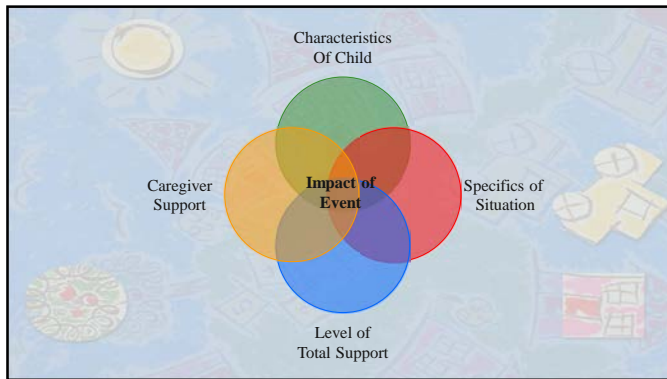 Characteristics
Of Child
Caregiver
Support
Impact of
Event
Specifics of
Situation
Level of
Total Support